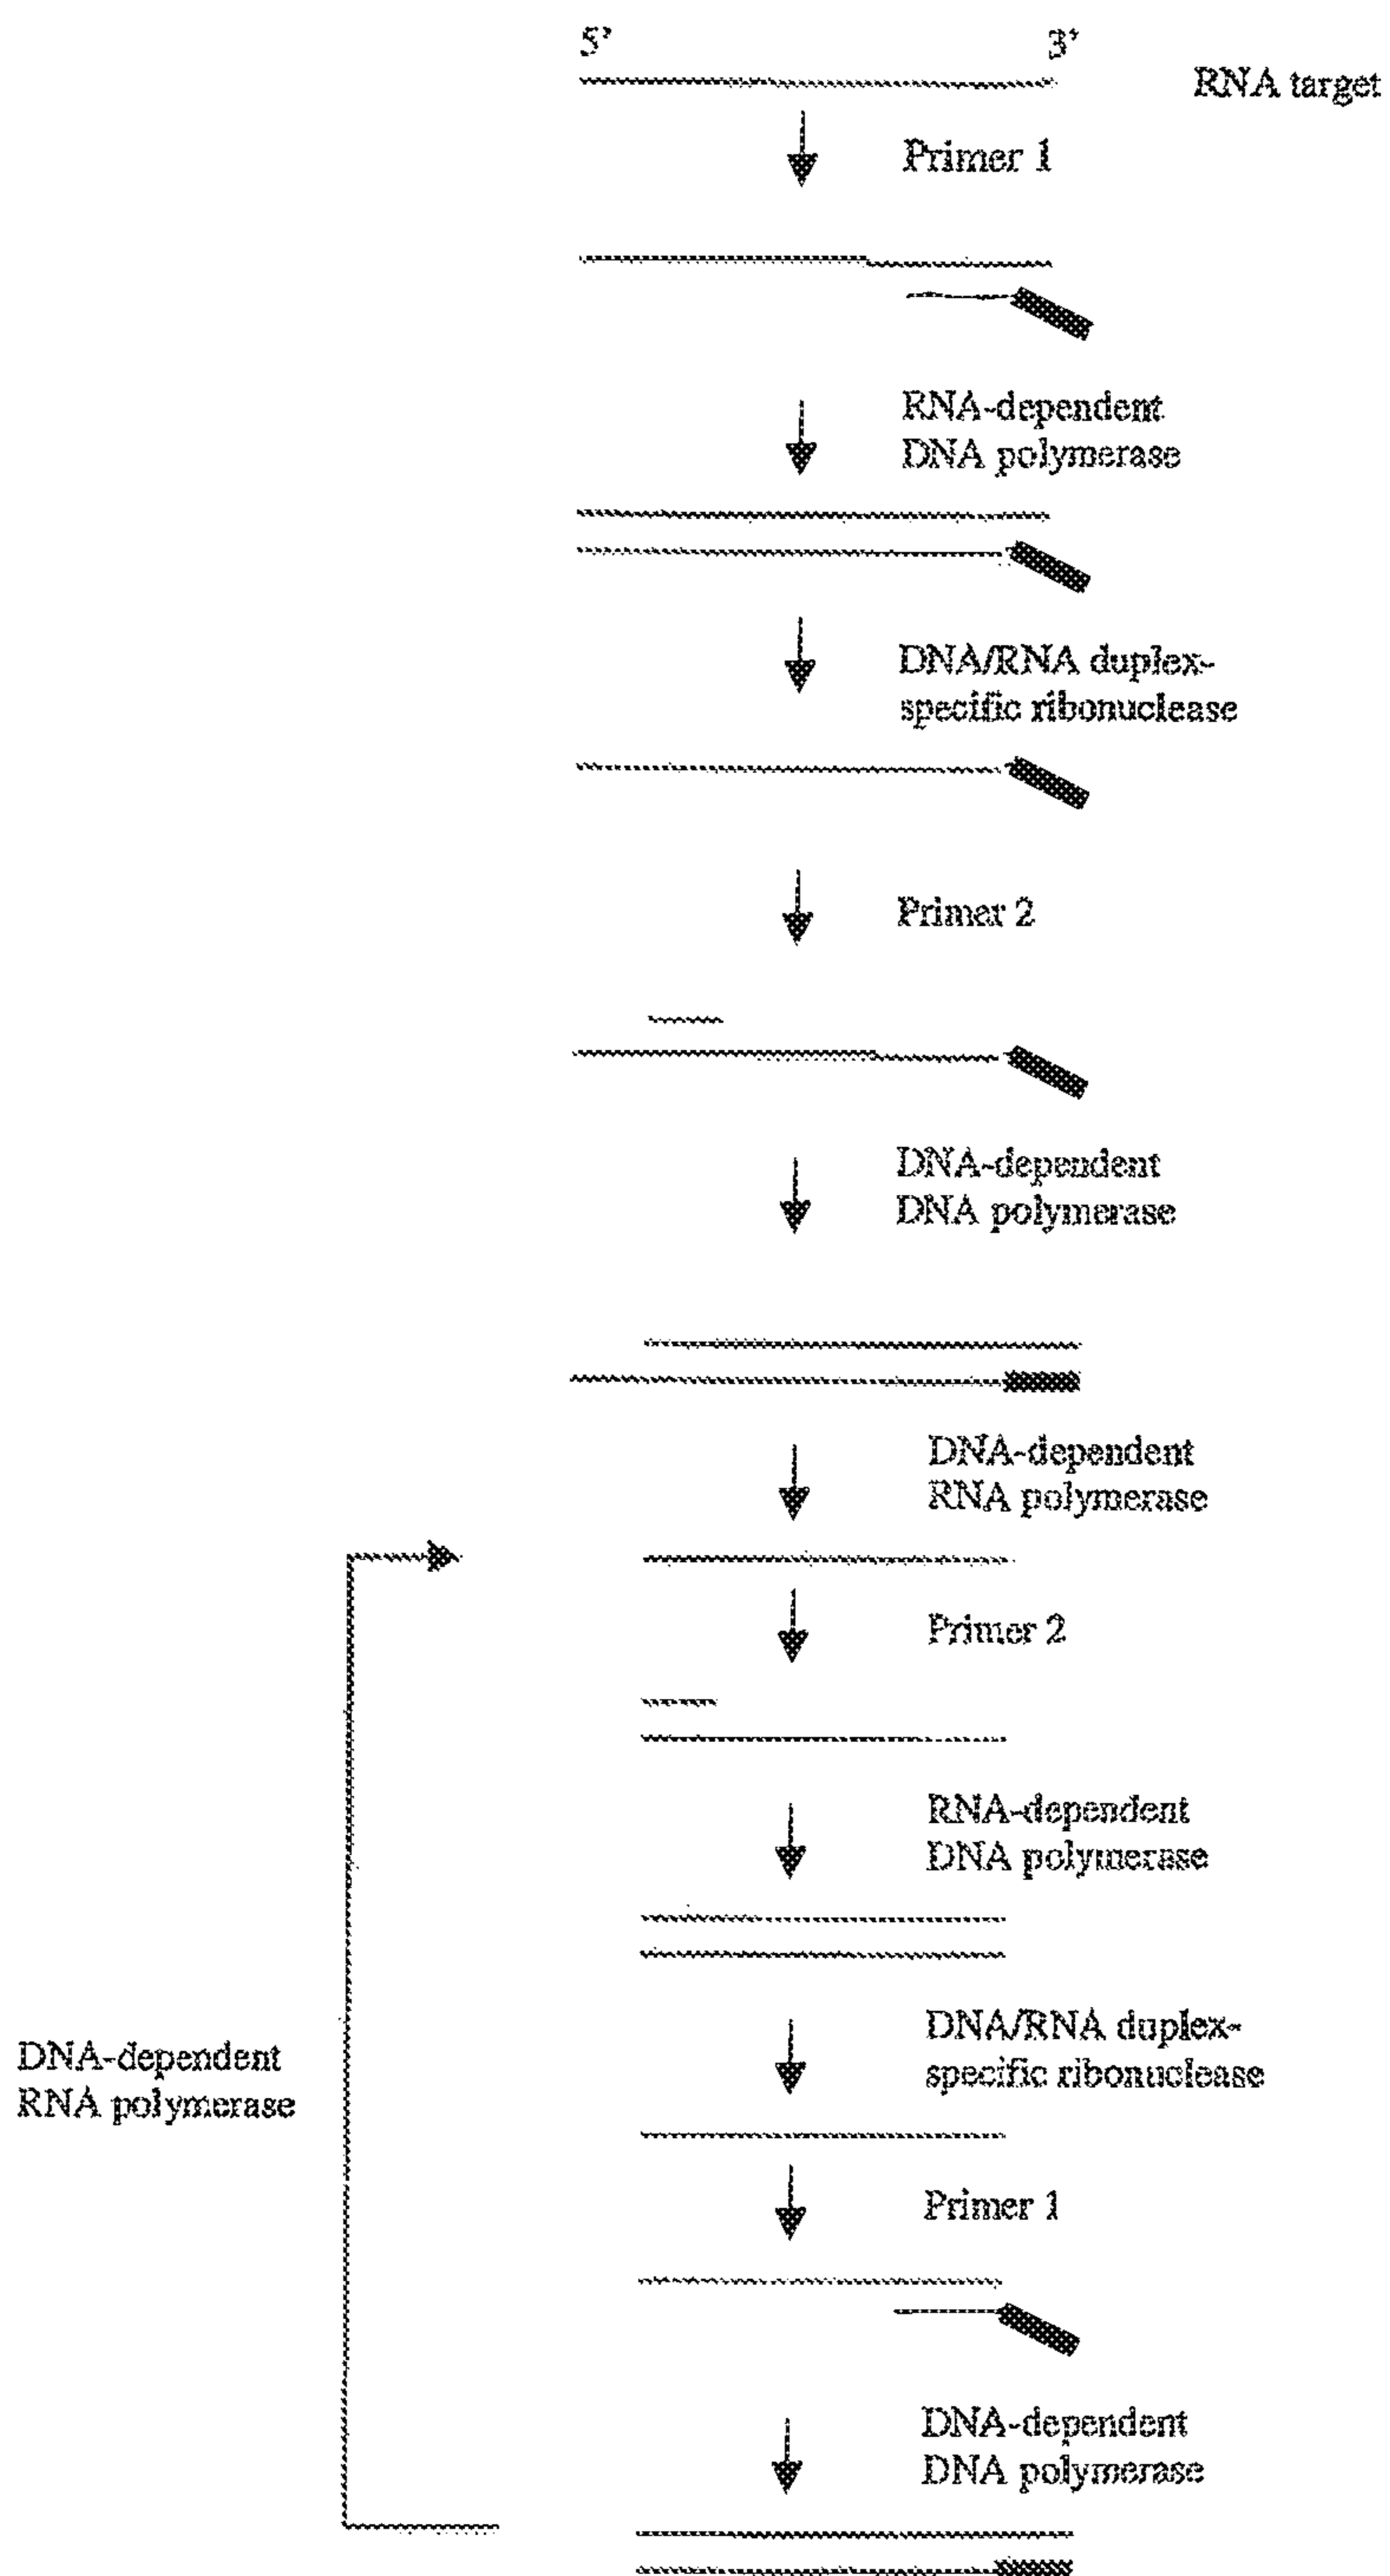 5’ 3’
RNA target
Primer 1
RNA-dependent
DNA polymerase
DNA/RNA duplex-
specific ribonuclease
Primer 2
DNA-dependent
DNA polymerase
DNA-dependent
RNA polymerase
Primer 2
RNA-dependent
DNA polymerase
DNA/RNA duplex-
specific ribonuclease
DNA-dependent
RNA polymerase
Primer 1
DNA-dependent
DNA polymerase